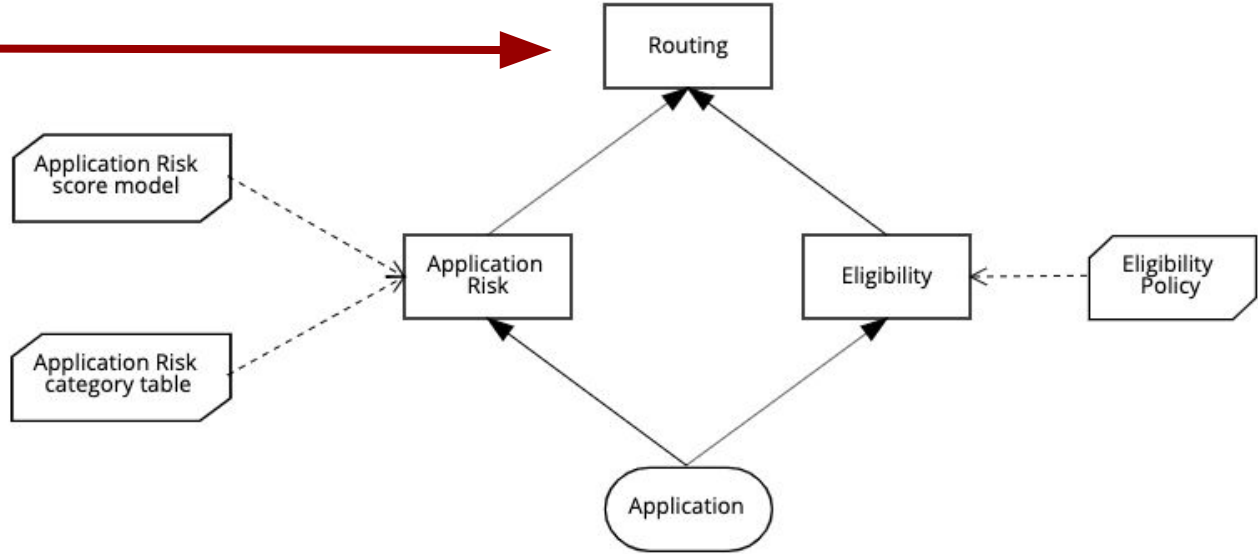 Routing
Application Risk
score model
Application
Risk
Eligibility
Eligibility
Policy
Application Risk
category table
Application